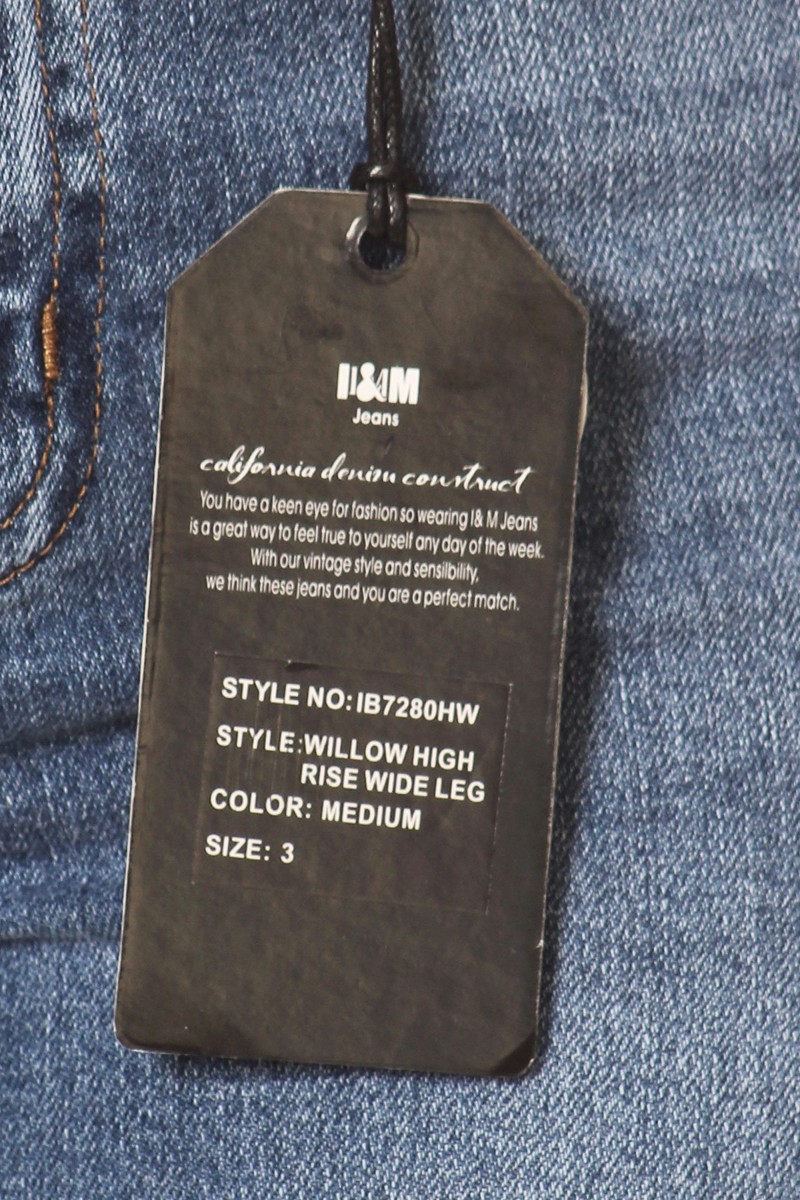 I&M
Jeans
california denim construct
You have a keen eye for fashion so wearing I& M Jeans
is a great way to feel true to yourself any day of the week.
With our vintage style and sensilbility,
we think these jeans and you are a perfect match.
STYLE NO: IB7280HW
STYLE:WILLOW HIGH
RISE WIDE LEG
COLOR: MEDIUM
SIZE: 3